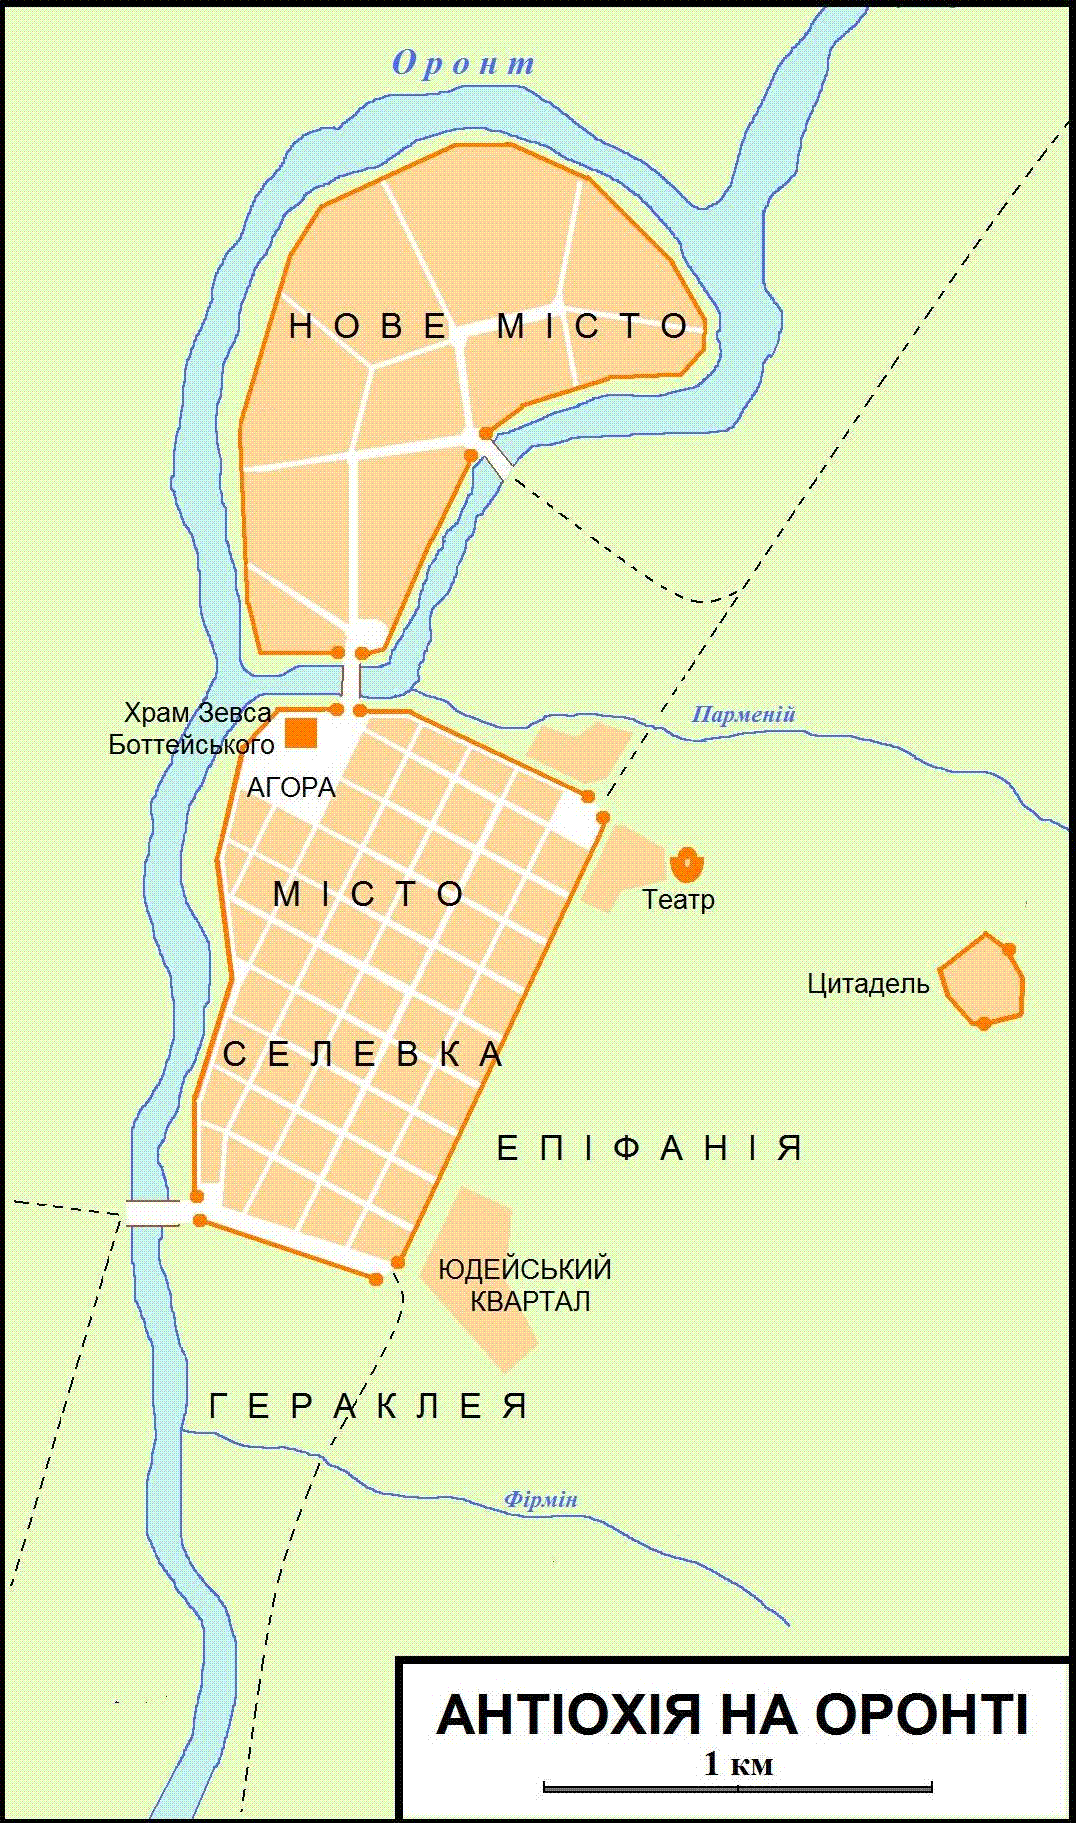 Оронт
НОВЕ МІСТО
Парменій
Храм Зевса
Боттейського
АГОРА
МІСТО
Театр
Цитадель
СЕЛЕВКА
ЕПІФАНІЯ
ЮДЕЙСЬКИЙ
КВАРТАЛ
ГЕРАКЛЕЯ
Фірмін
АНТІОХІЯ НА ОРОНТІ
1 км